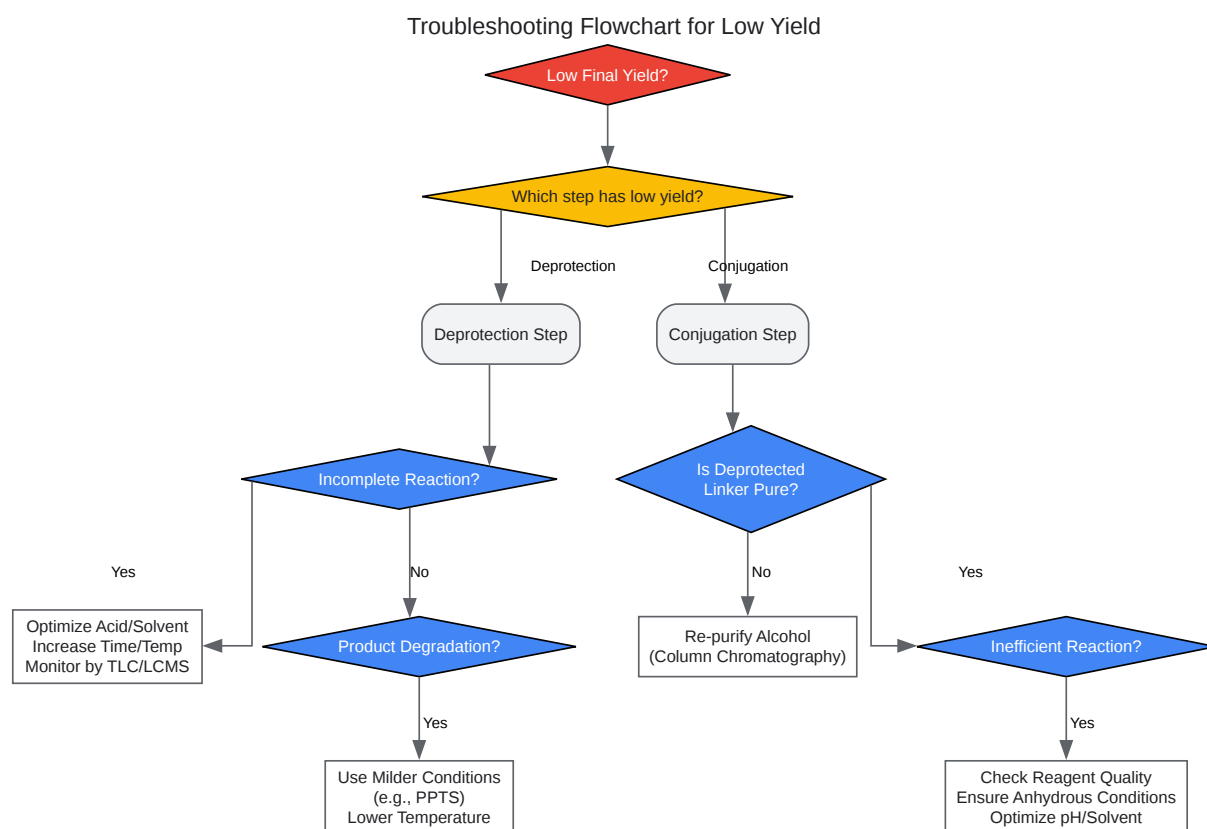 Troubleshooting Flowchart for Low Yield
Low Final Yield?
Which step has low yield?
Deprotection
Conjugation
Deprotection Step
Conjugation Step
Incomplete Reaction?
Is Deprotected
Linker Pure?
Yes
No
No
Yes
Optimize Acid/Solvent
Increase Time/Temp
Monitor by TLC/LCMS
Product Degradation?
Re-purify Alcohol
(Column Chromatography)
Inefficient Reaction?
Yes
Yes
Use Milder Conditions
(e.g., PPTS)
Lower Temperature
Check Reagent Quality
Ensure Anhydrous Conditions
Optimize pH/Solvent